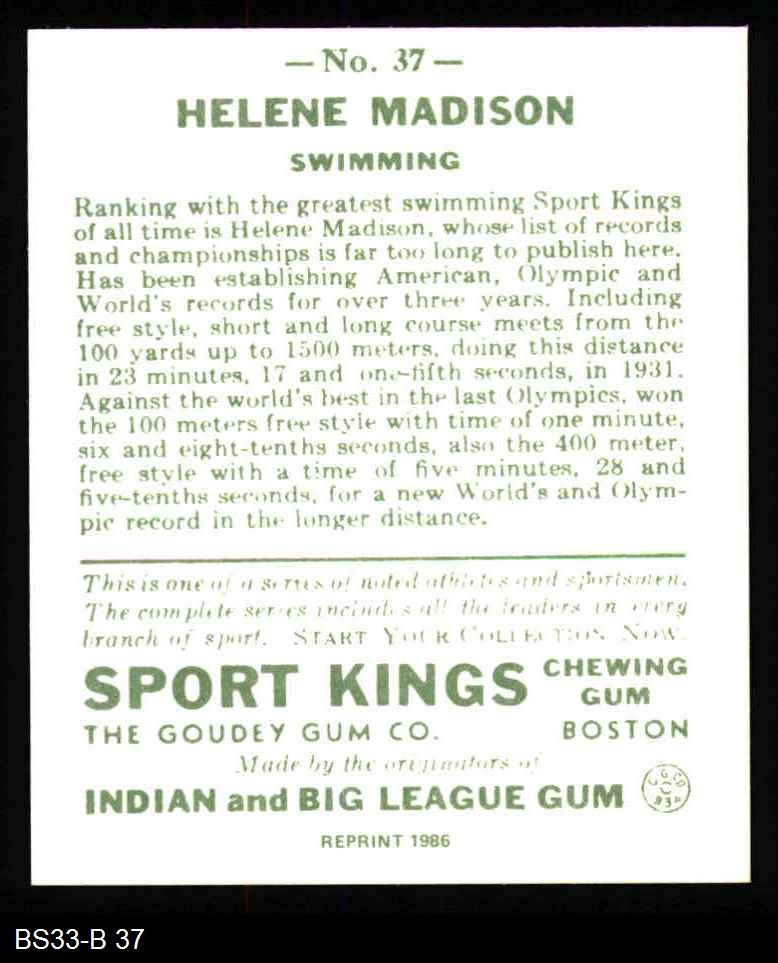 — No. 37 —
HELENE MADISON
SWIMMING
Ranking with the greatest swimming Sport Kings
of all time is Helene Madison, whose list of records
and championships is far too long to publish here.
Has been establishing American, Olympic and
World's records for over three years. Including
free style, short and long course meets from the
100 yards up to 1500 meters, doing this distance
in 23 minutes, 17 and one-fifth seconds, in 1931.
Against the world's best in the last Olympics, won
the 100 meters free style with time of one minute,
six and eight-tenths seconds, also the 400 meter,
free style with a time of five minutes, 28 and
five-tenths seconds, for a new World's and Olym-
pic record in the longer distance.
This is one of a series of noted athletes and sportsmen.
The complete series includes all the leaders in every
branch of sport. START YOUR COLLECTION NOW.
SPORT KINGS CHEWING GUM
THE GOUDEY GUM CO. BOSTON
Made by the originators of
INDIAN and BIG LEAGUE GUM
REPRINT 1986
BS33-B 37